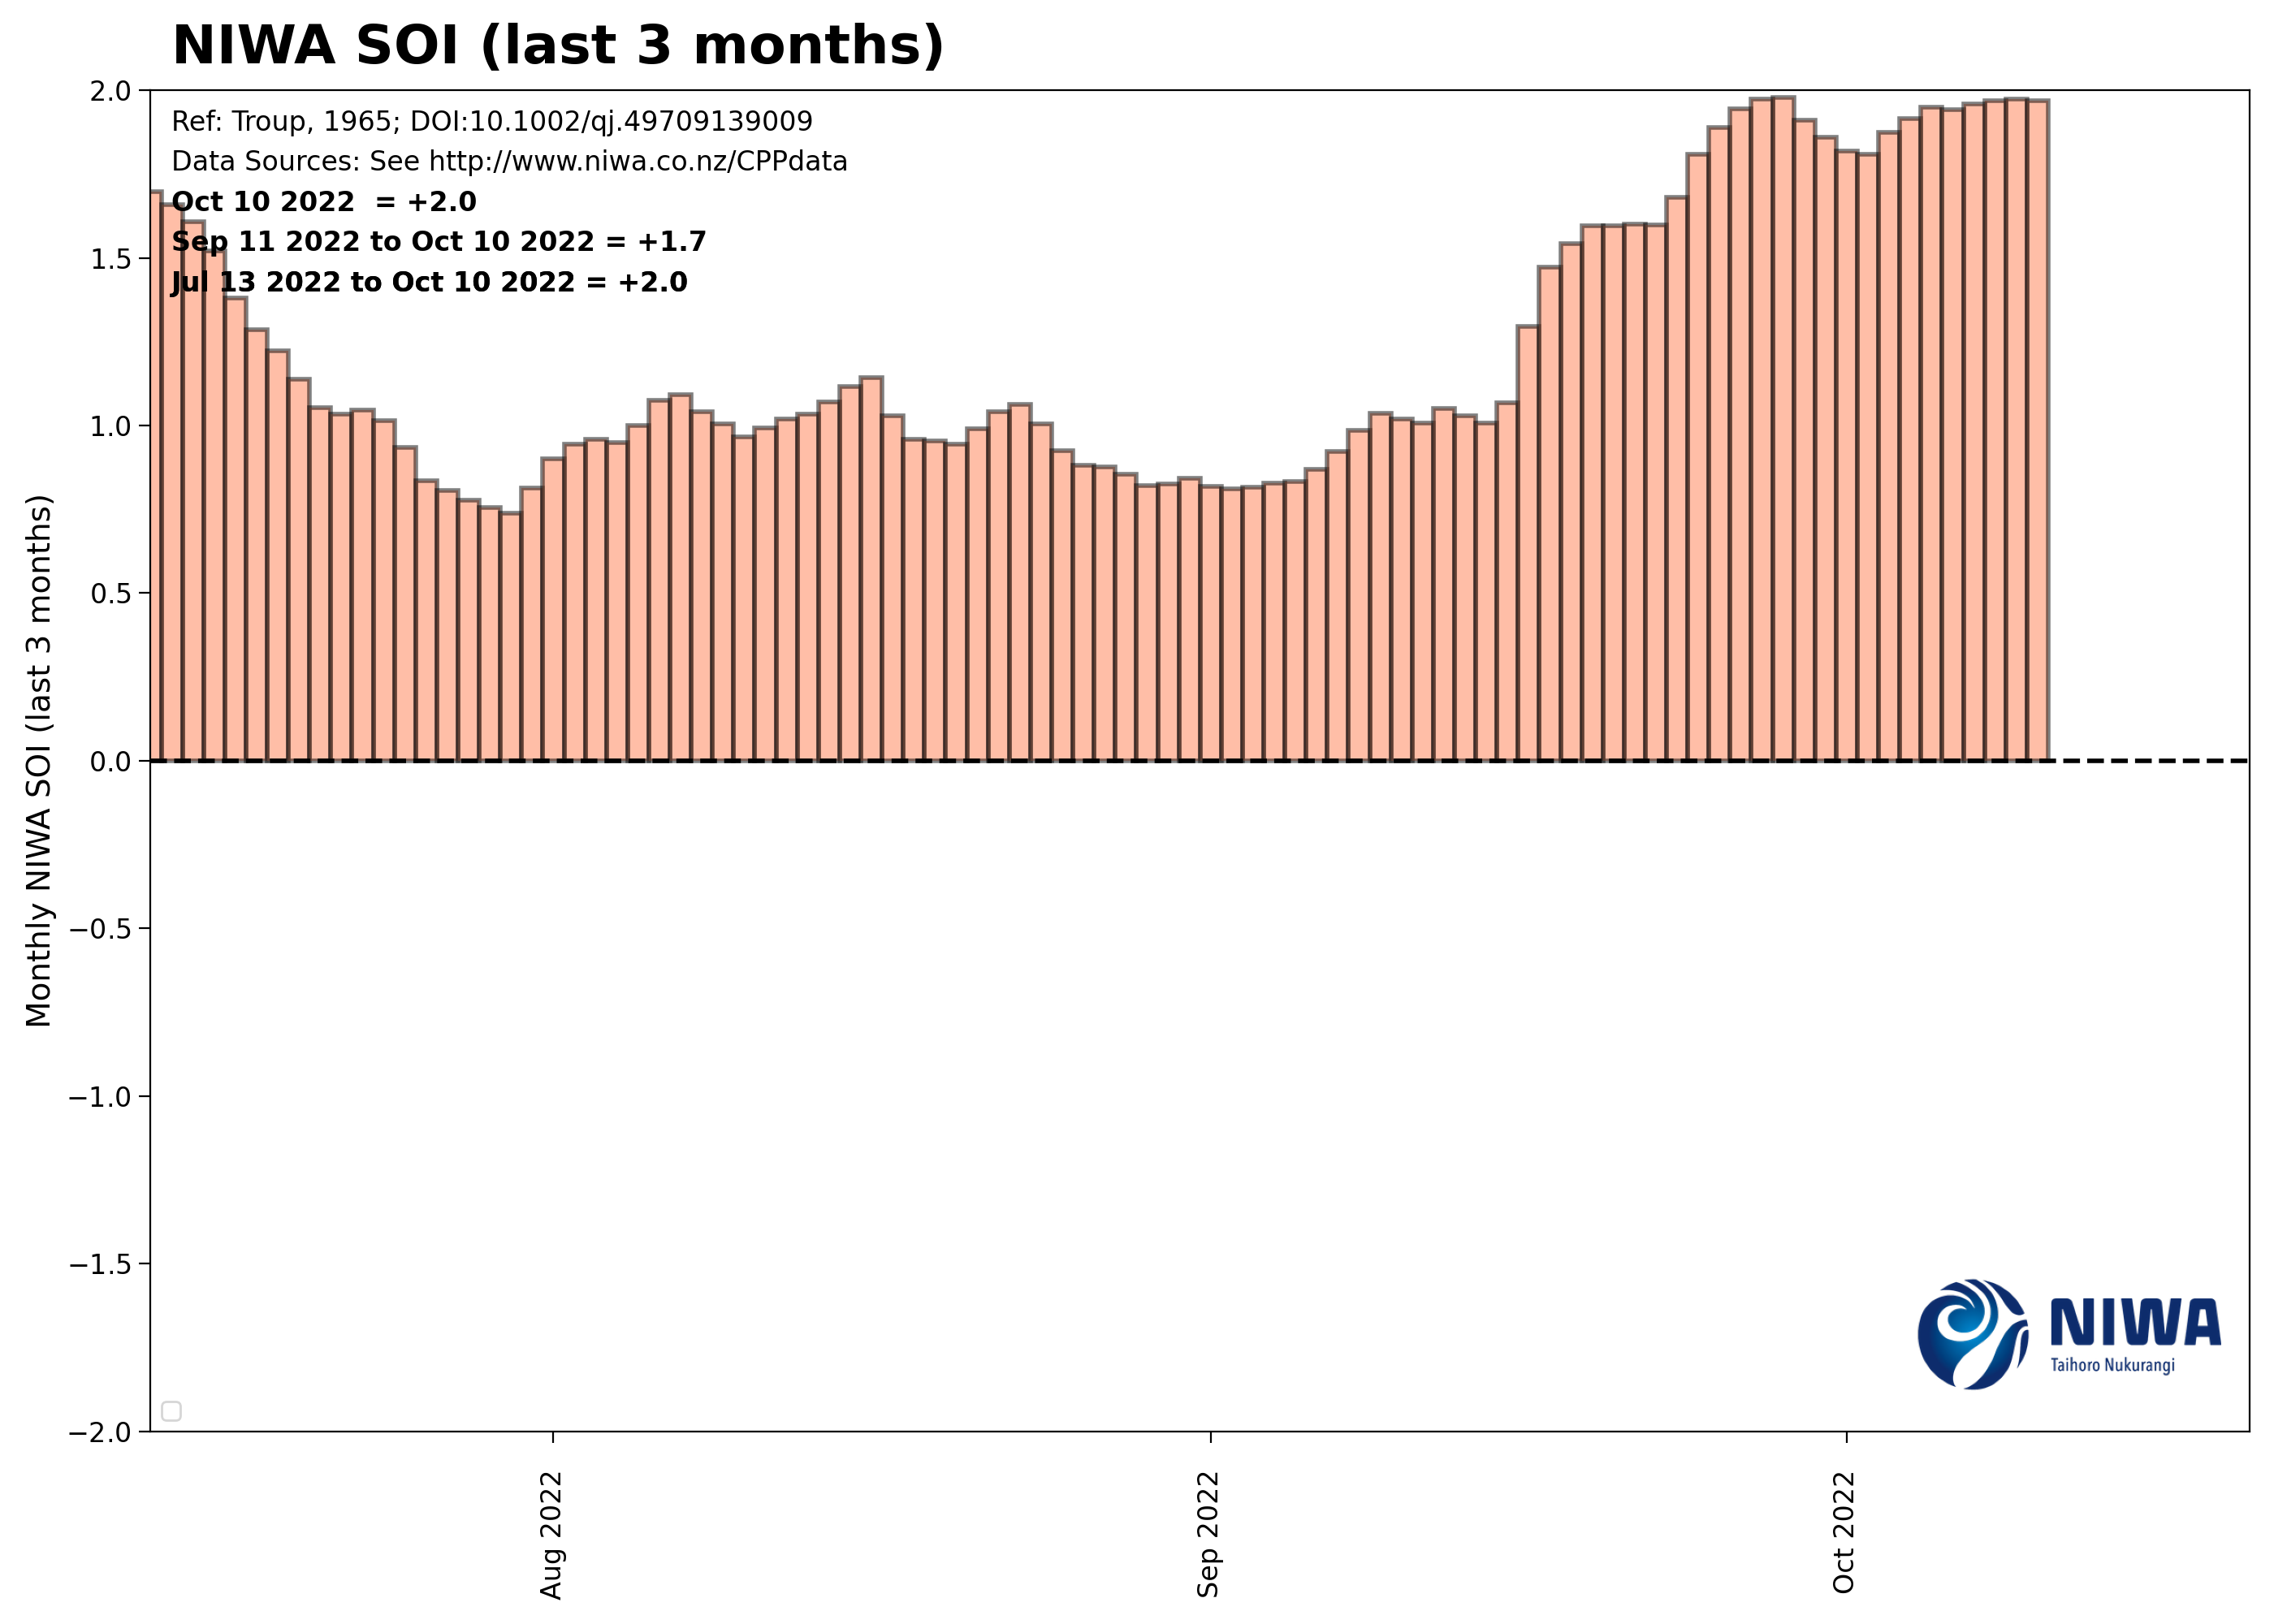 NIWA SOI (last 3 months)
Ref: Troup, 1965; DOI:10.1002/qj.49709139009
Data Sources: See http://www.niwa.co.nz/CPPdata
Oct 10 2022  = +2.0
Sep 11 2022 to Oct 10 2022 = +1.7
Jul 13 2022 to Oct 10 2022 = +2.0
Monthly NIWA SOI (last 3 months)
2.0
1.5
1.0
0.5
0.0
−0.5
−1.0
−1.5
−2.0
NIWA
Taihoro Nukurangi
Aug 2022
Sep 2022
Oct 2022